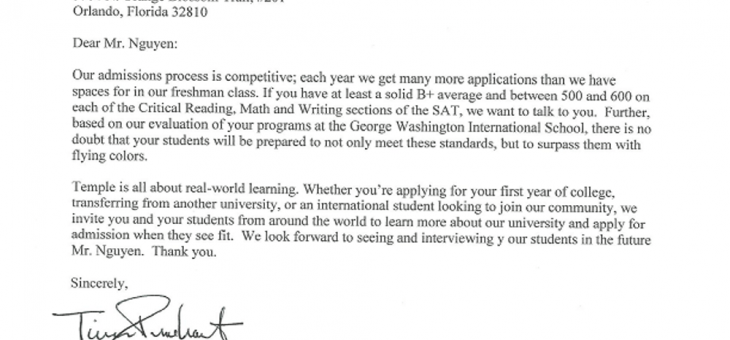 Orlando, Florida 32810
Dear Mr. Nguyen:
Our admissions process is competitive; each year we get many more applications than we have
spaces for in our freshman class. If you have at least a solid B+ average and between 500 and 600 on
each of the Critical Reading, Math and Writing sections of the SAT, we want to talk to you. Further,
based on our evaluation of your programs at the George Washington International School, there is no
doubt that your students will be prepared to not only meet these standards, but to surpass them with
flying colors.
Temple is all about real-world learning. Whether you're applying for your first year of college,
transferring from another university, or an international student looking to join our community, we
invite you and your students from around the world to learn more about our university and apply for
admission when they see fit. We look forward to seeing and interviewing y our students in the future
Mr. Nguyen. Thank you.
Sincerely,